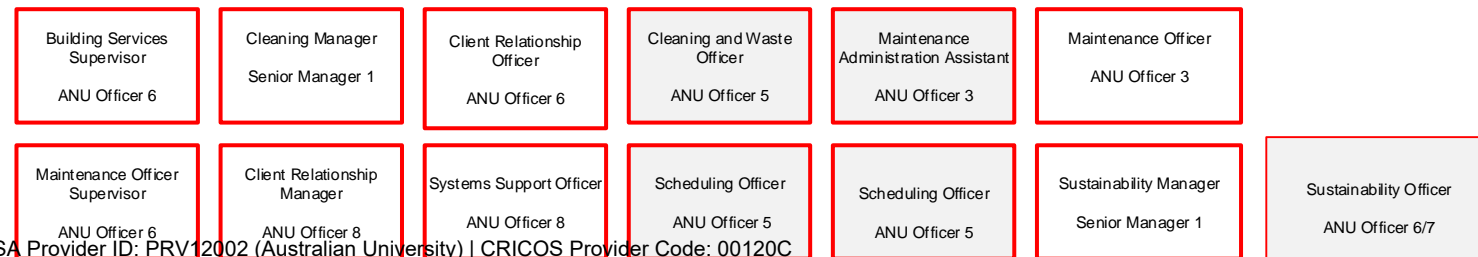 Building Services
Supervisor
ANU Officer 6
Cleaning Manager
Senior Manager 1
Client Relationship
Officer
ANU Officer 6
Cleaning and Waste
Officer
ANU Officer 5
Maintenance
Administration Assistant
ANU Officer 3
Maintenance Officer
ANU Officer 3
Maintenance Officer
Supervisor
ANU Officer 6
Client Relationship
Manager
ANU Officer 8
Systems Support Officer
ANU Officer 8
Scheduling Officer
ANU Officer 5
Scheduling Officer
ANU Officer 5
Sustainability Manager
Senior Manager 1
Sustainability Officer
ANU Officer 6/7
SA Provider ID: PRV12002 (Australian University) | CRICOS Provider Code: 00120C